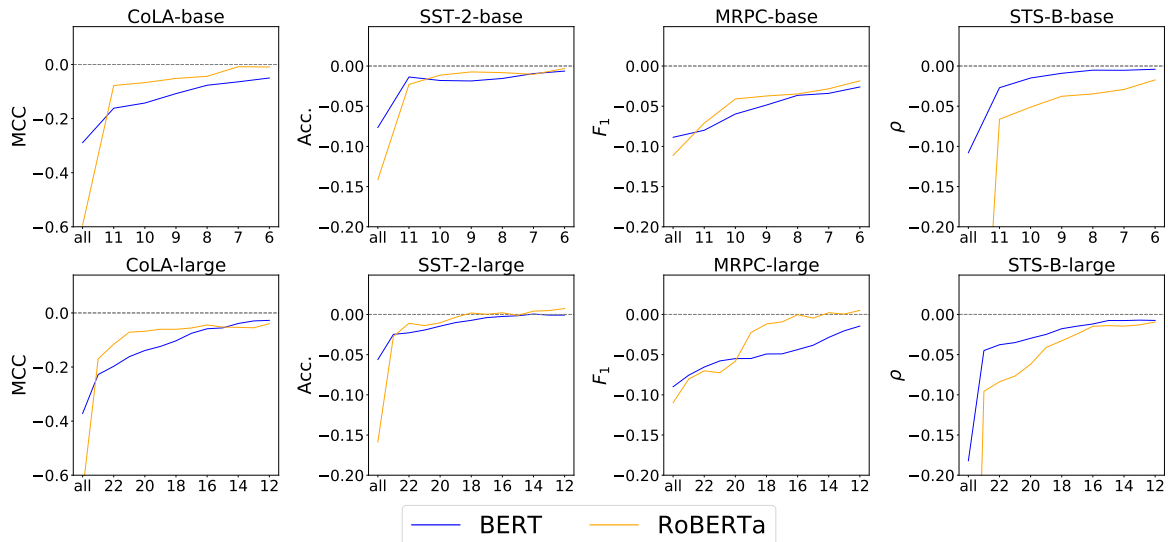 CoLA-base
SST-2-base
MRPC-base
STS-B-base
MCC
0.0
−0.2
−0.4
−0.6
all 11 10 9 8 7 6
Acc.
0.00
−0.05
−0.10
−0.15
−0.20
all 11 10 9 8 7 6
F1
0.00
−0.05
−0.10
−0.15
−0.20
all 11 10 9 8 7 6
ρ
0.00
−0.05
−0.10
−0.15
−0.20
all 11 10 9 8 7 6
CoLA-large
SST-2-large
MRPC-large
STS-B-large
MCC
0.0
−0.2
−0.4
−0.6
all 22 20 18 16 14 12
Acc.
0.00
−0.05
−0.10
−0.15
−0.20
all 22 20 18 16 14 12
F1
0.00
−0.05
−0.10
−0.15
−0.20
all 22 20 18 16 14 12
ρ
0.00
−0.05
−0.10
−0.15
−0.20
all 22 20 18 16 14 12
BERT RoBERTa